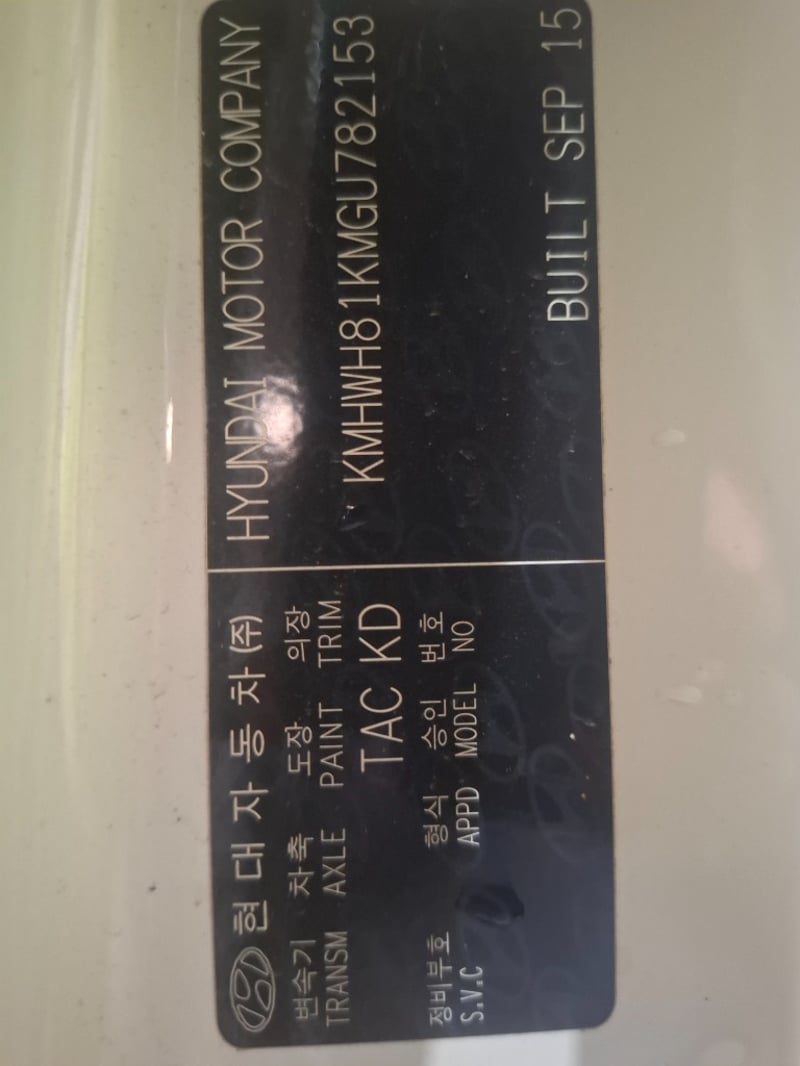 현대자동차(주)
HYUNDAI MOTOR COMPANY
변속기 차축 도장 의장
TRANSM AXLE PAINT TRIM
KMHWH81KMGU782153
TAC KD
정비부호 형식 승인 번호
S.V.C APPD MODEL NO
BUILT SEP 15